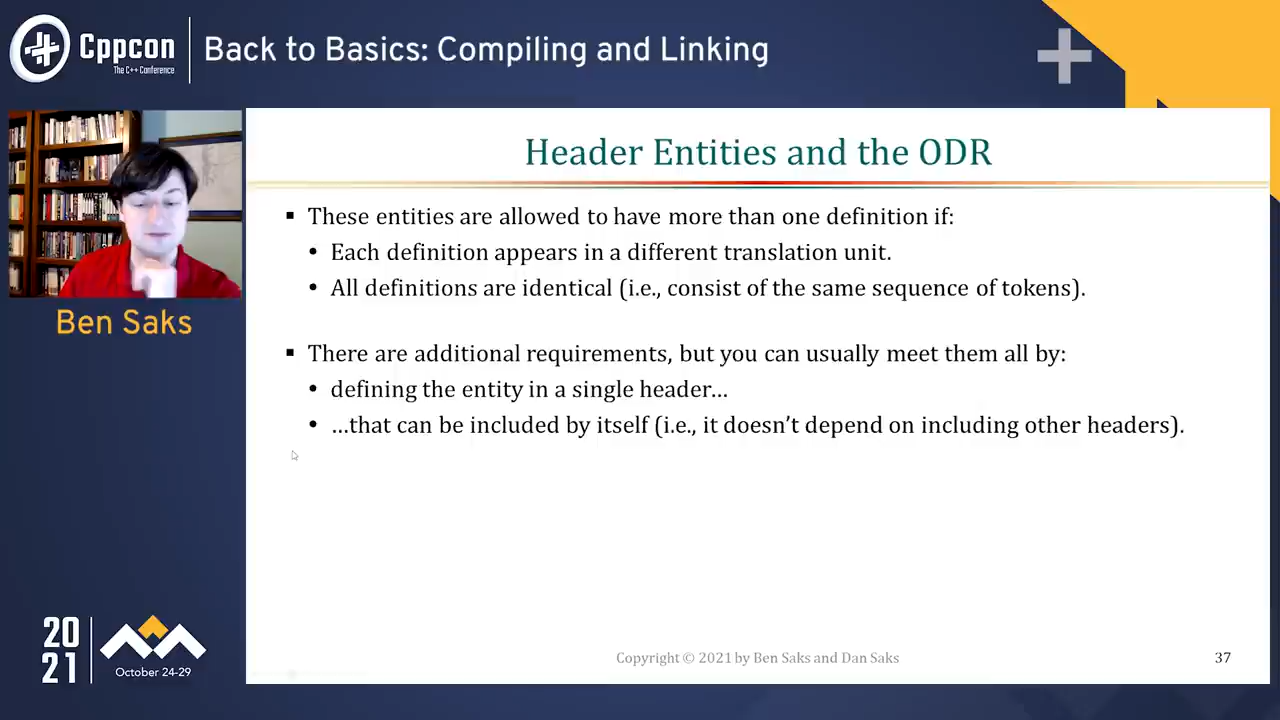 Cppcon
The C++ Conference
Back to Basics: Compiling and Linking
Ben Saks
Header Entities and the ODR
▪ These entities are allowed to have more than one definition if:
• Each definition appears in a different translation unit.
• All definitions are identical (i.e., consist of the same sequence of tokens).
▪ There are additional requirements, but you can usually meet them all by:
• defining the entity in a single header…
• …that can be included by itself (i.e., it doesn’t depend on including other headers).
20
21
October 24-29
Copyright © 2021 by Ben Saks and Dan Saks
37